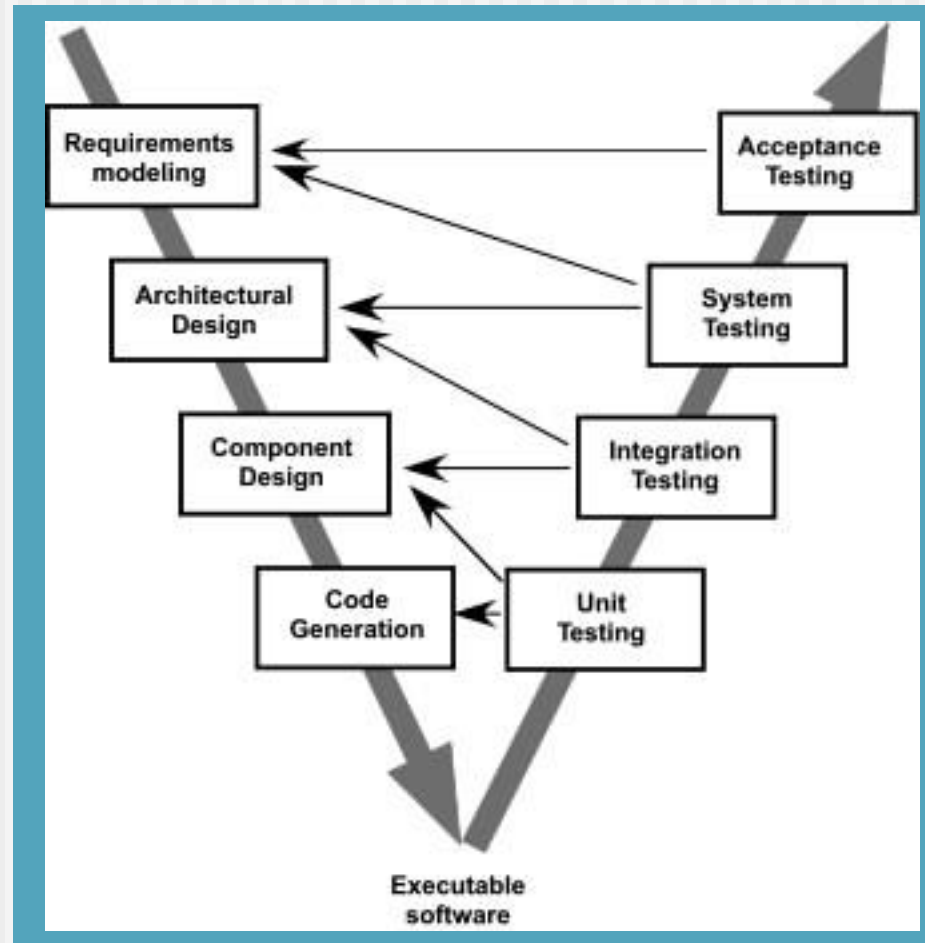 Requirements
modeling
Acceptance
Testing
Architectural
Design
System
Testing
Component
Design
Integration
Testing
Code
Generation
Unit
Testing
Executable
software